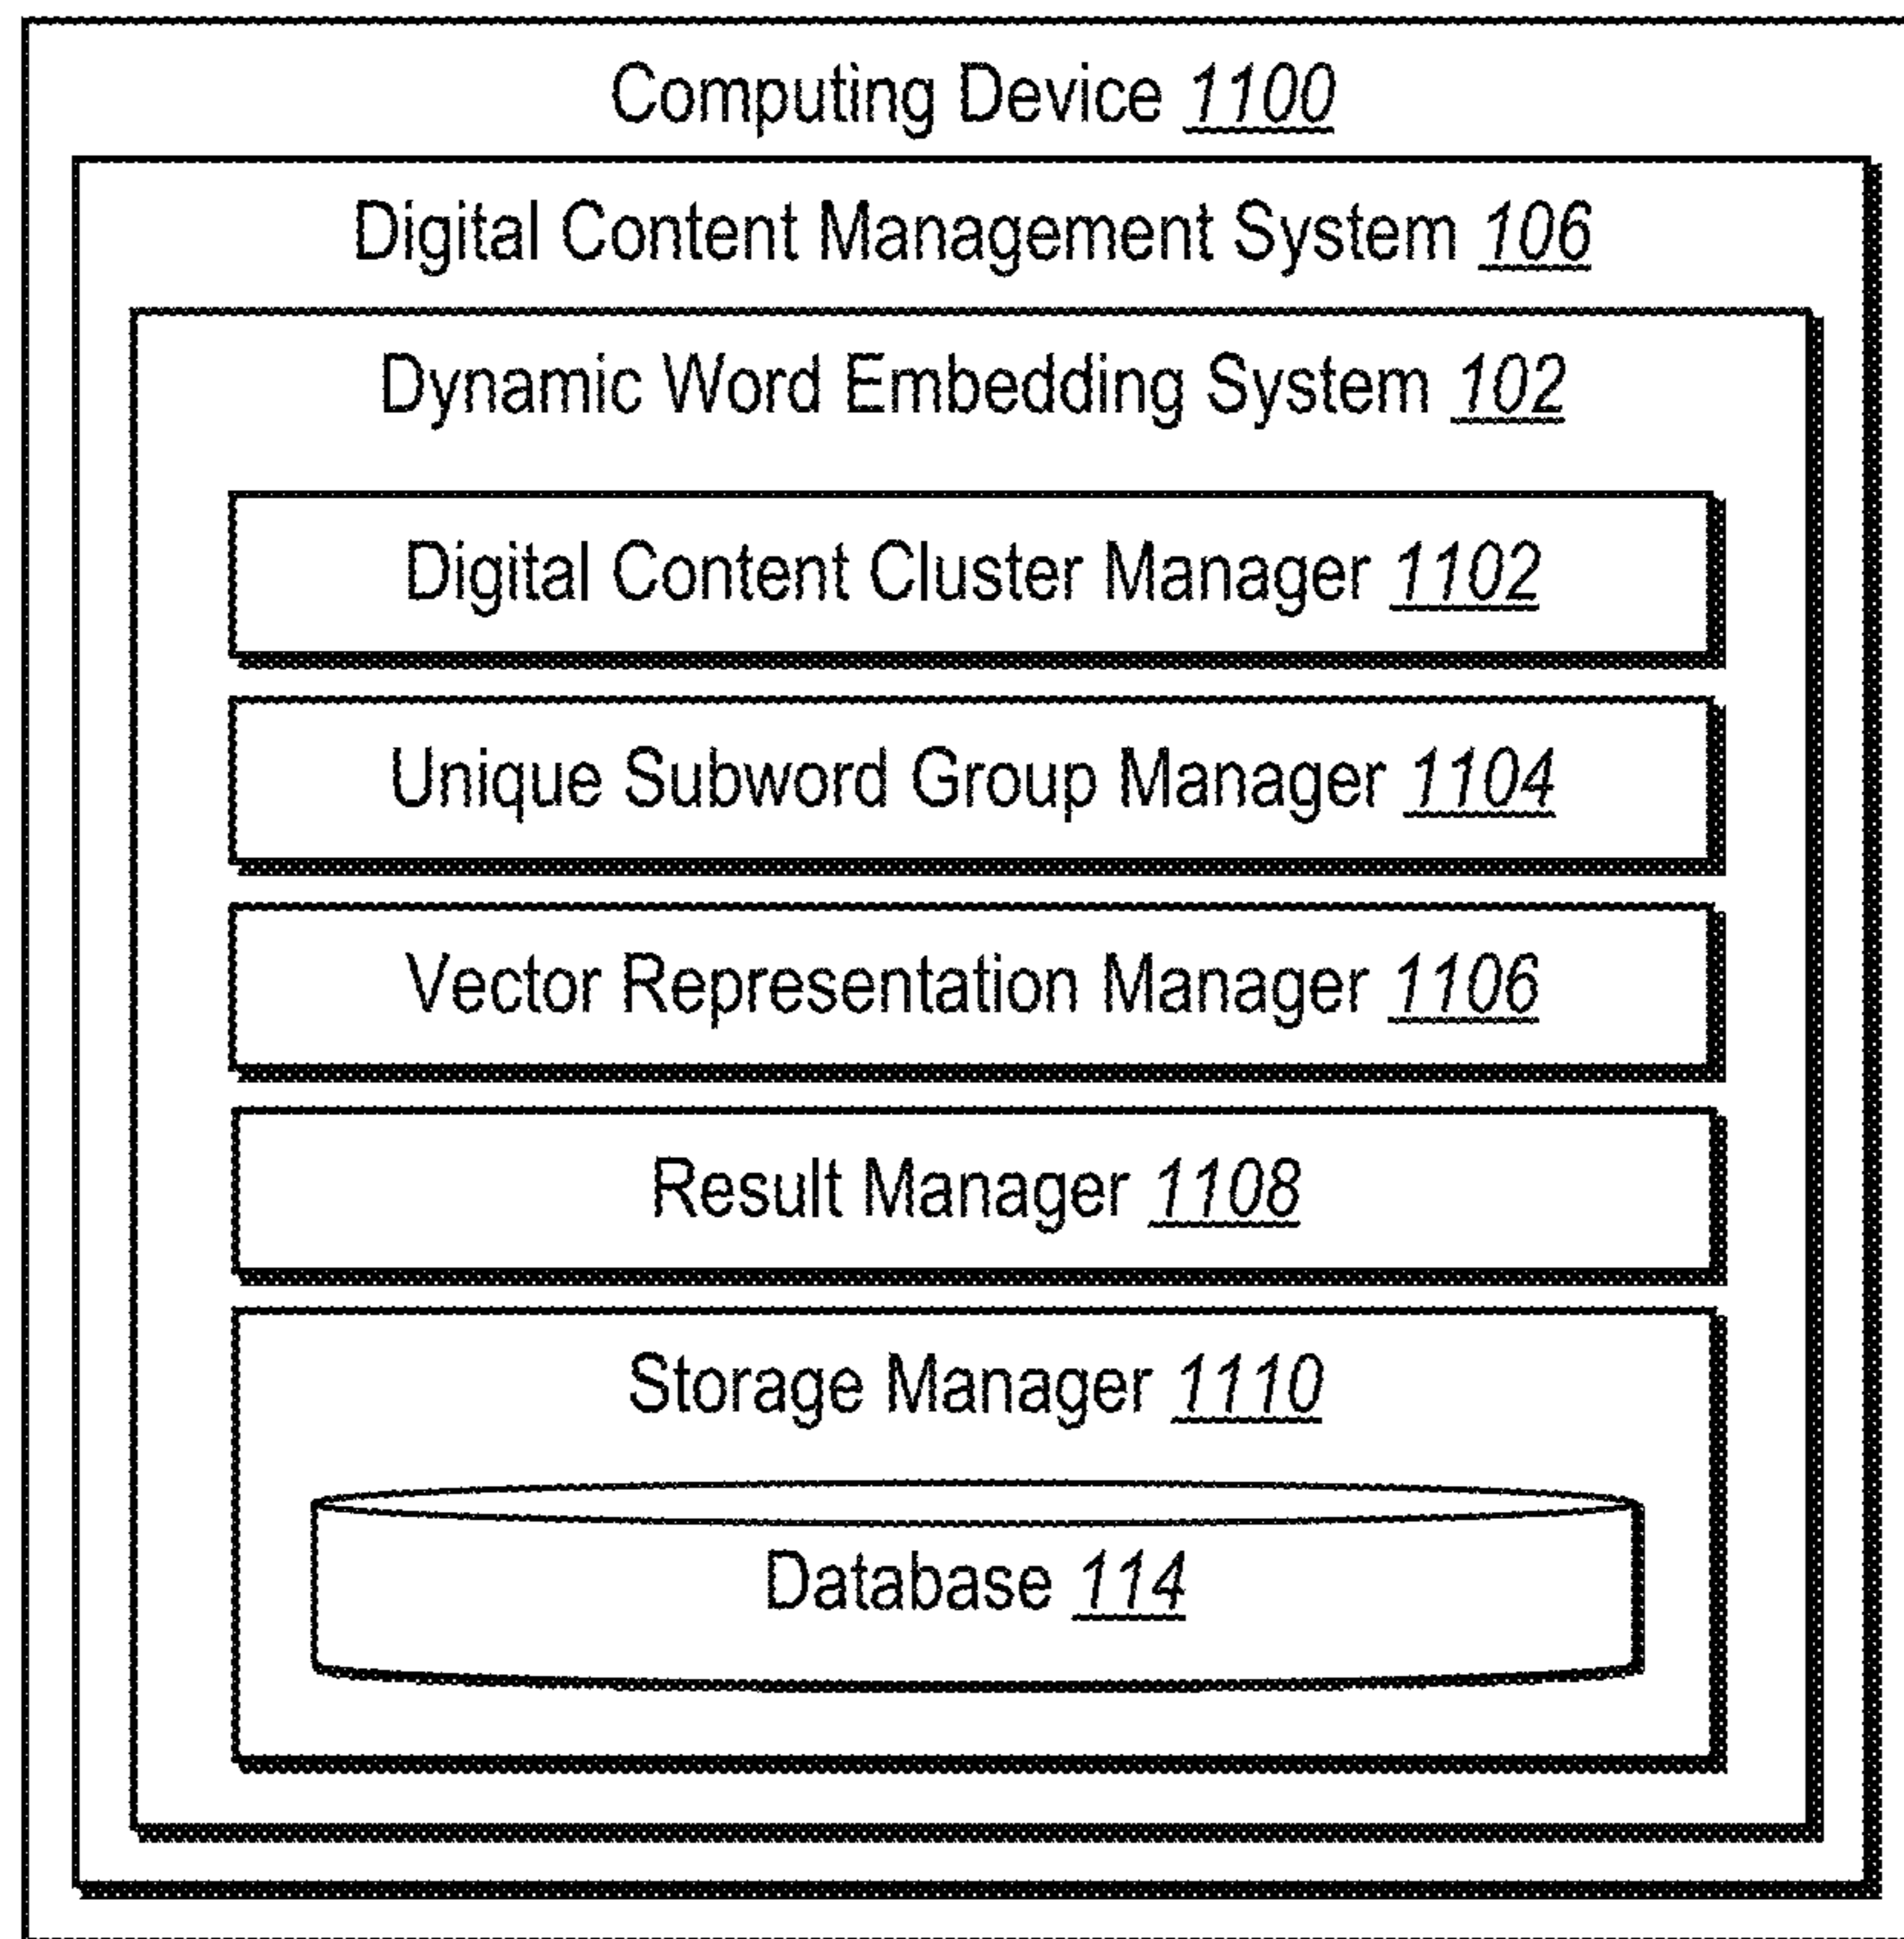 Computing Device 1100
Digital Content Management System 106
Dynamic Word Embedding System 102
Digital Content Cluster Manager 1102
Unique Subword Group Manager 1104
Vector Representation Manager 1106
Result Manager 1108
Storage Manager 1110
Database 114